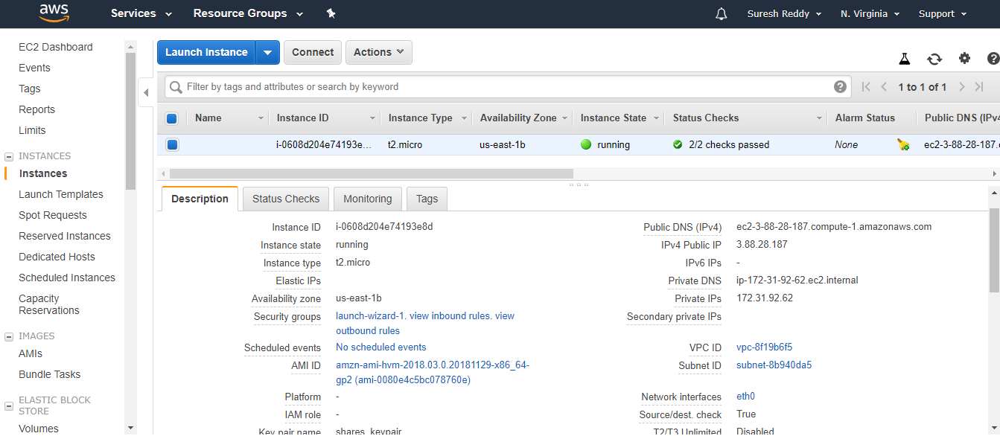 aws Services Resource Groups Suresh Reddy N. Virginia Support
EC2 Dashboard
Events
Tags
Reports
Limits
INSTANCES
Instances
Launch Templates
Spot Requests
Reserved Instances
Dedicated Hosts
Scheduled Instances
Capacity
Reservations
IMAGES
AMIs
Bundle Tasks
ELASTIC BLOCK
STORE
Volumes
Launch Instance Connect Actions
Filter by tags and attributes or search by keyword 1 to 1 of 1
Name Instance ID Instance Type Availability Zone Instance State Status Checks Alarm Status Public DNS (IPv4
i-0608d204e74193e... t2.micro us-east-1b running 2/2 checks passed None ec2-3-88-28-187.
Description Status Checks Monitoring Tags
Instance ID i-0608d204e74193e8d
Instance state running
Instance type t2.micro
Elastic IPs
Availability zone us-east-1b
Security groups launch-wizard-1. view inbound rules. view
outbound rules
Scheduled events No scheduled events
AMI ID amzn-ami-hvm-2018.03.0.20181129-x86_64-
gp2 (ami-0080e4c5bc078760e)
Platform -
IAM role -
Key pair name shares_keypair
Public DNS (IPv4) ec2-3-88-28-187.compute-1.amazonaws.com
IPv4 Public IP 3.88.28.187
IPv6 IPs -
Private DNS ip-172-31-92-62.ec2.internal
Private IPs 172.31.92.62
Secondary private IPs
VPC ID vpc-8f19b6f5
Subnet ID subnet-8b940da5
Network interfaces eth0
Source/dest. check True
T2/T3 Unlimited Disabled